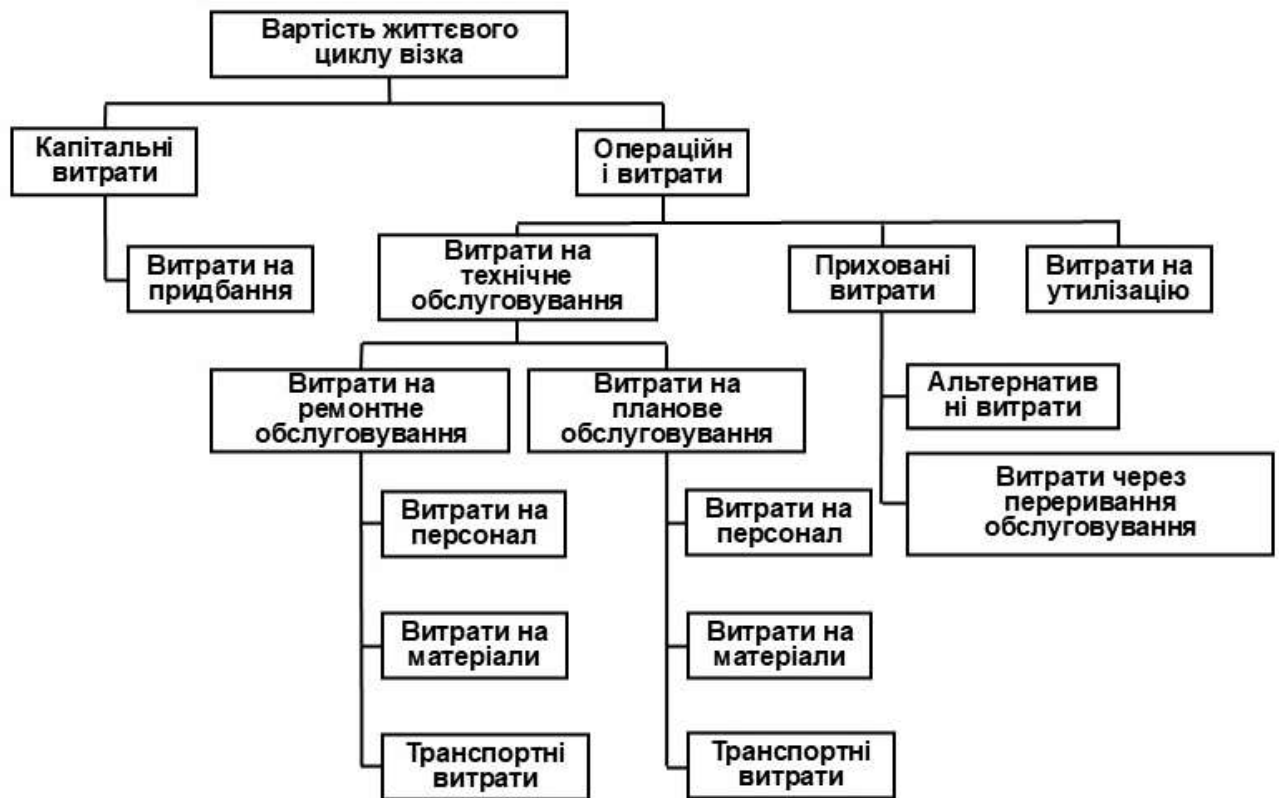 Вартість життєвого
циклу візка
Капітальні
витрати
Операційн
і витрати
Витрати на
придбання
Витрати на
технічне
обслуговування
Приховані
витрати
Витрати на
утилізацію
Витрати на
ремонтне
обслуговування
Витрати на
планове
обслуговування
Альтернатив
ні витрати
Витрати через
переривання
обслуговування
Витрати на
персонал
Витрати на
персонал
Витрати на
матеріали
Витрати на
матеріали
Транспортні
витрати
Транспортні
витрати